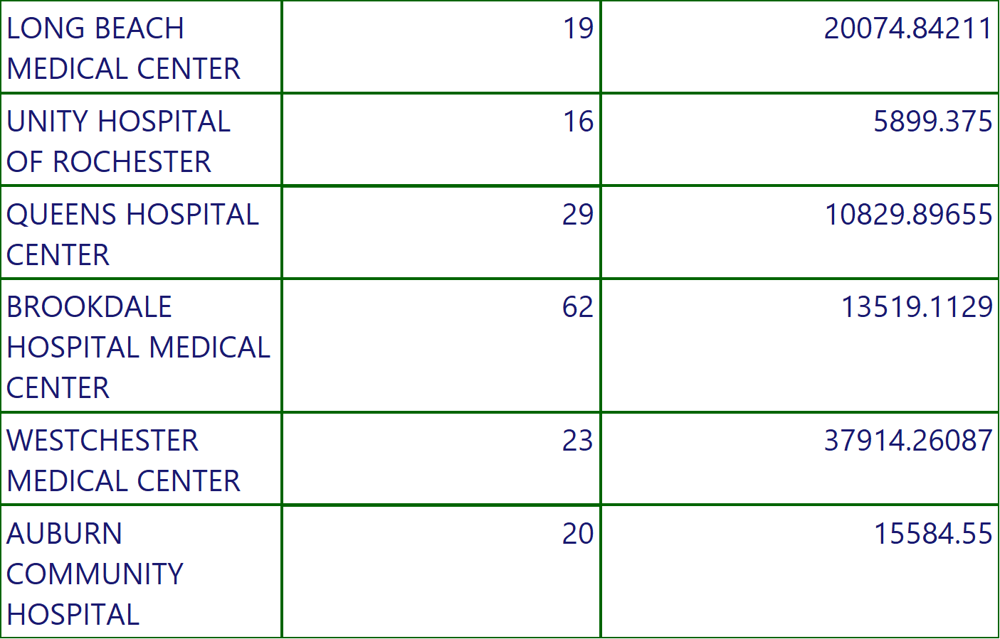 LONG BEACH 19 20074.84211
MEDICAL CENTER
UNITY HOSPITAL 16 5899.375
OF ROCHESTER
QUEENS HOSPITAL 29 10829.89655
CENTER
BROOKDALE 62 13519.1129
HOSPITAL MEDICAL
CENTER
WESTCHESTER 23 37914.26087
MEDICAL CENTER
AUBURN 20 15584.55
COMMUNITY
HOSPITAL